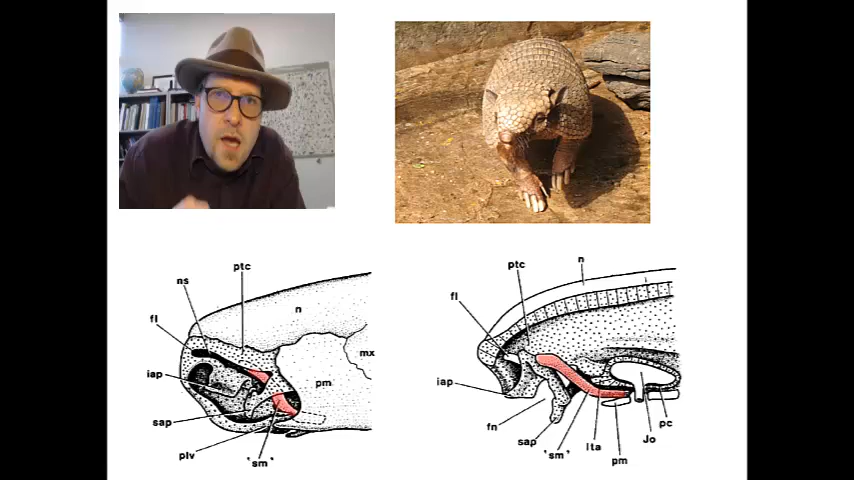 ptc
ns
n
fl
mx
iap
pm
sap
plv
'sm'
n
ptc
fl
iap
fn
sap
'sm'
lta
pm
Jo
pc